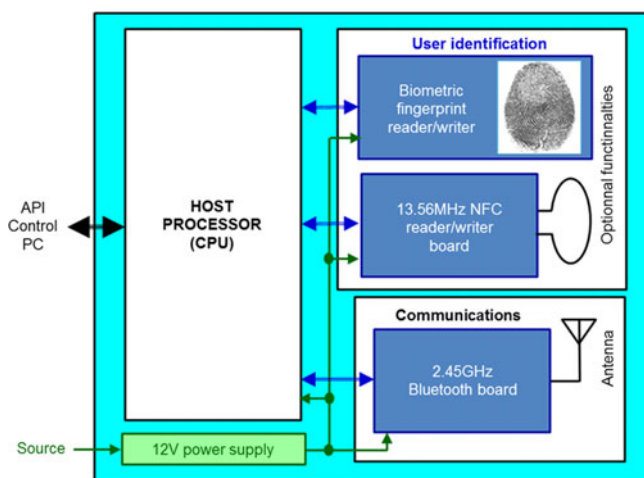 User identification
Biometric
fingerprint
reader/writer
Optionnal functinnalties
API
Control
PC
HOST
PROCESSOR
(CPU)
13.56MHz NFC
reader/writer
board
Communications
2.45GHz
Bluetooth board
Antenna
Source
12V power supply